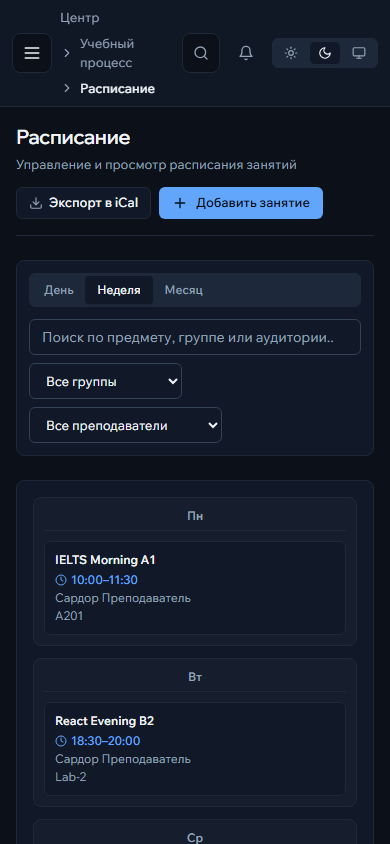 Центр
Учебный
процесс
Расписание
Расписание
Управление и просмотр расписания занятий
Экспорт в iCal
Добавить занятие
День Неделя Месяц
Поиск по предмету, группе или аудитории..
Все группы
Все преподаватели
Пн
IELTS Morning A1
10:00–11:30
Сардор Преподаватель
A201
Вт
React Evening B2
18:30–20:00
Сардор Преподаватель
Lab-2
Ср